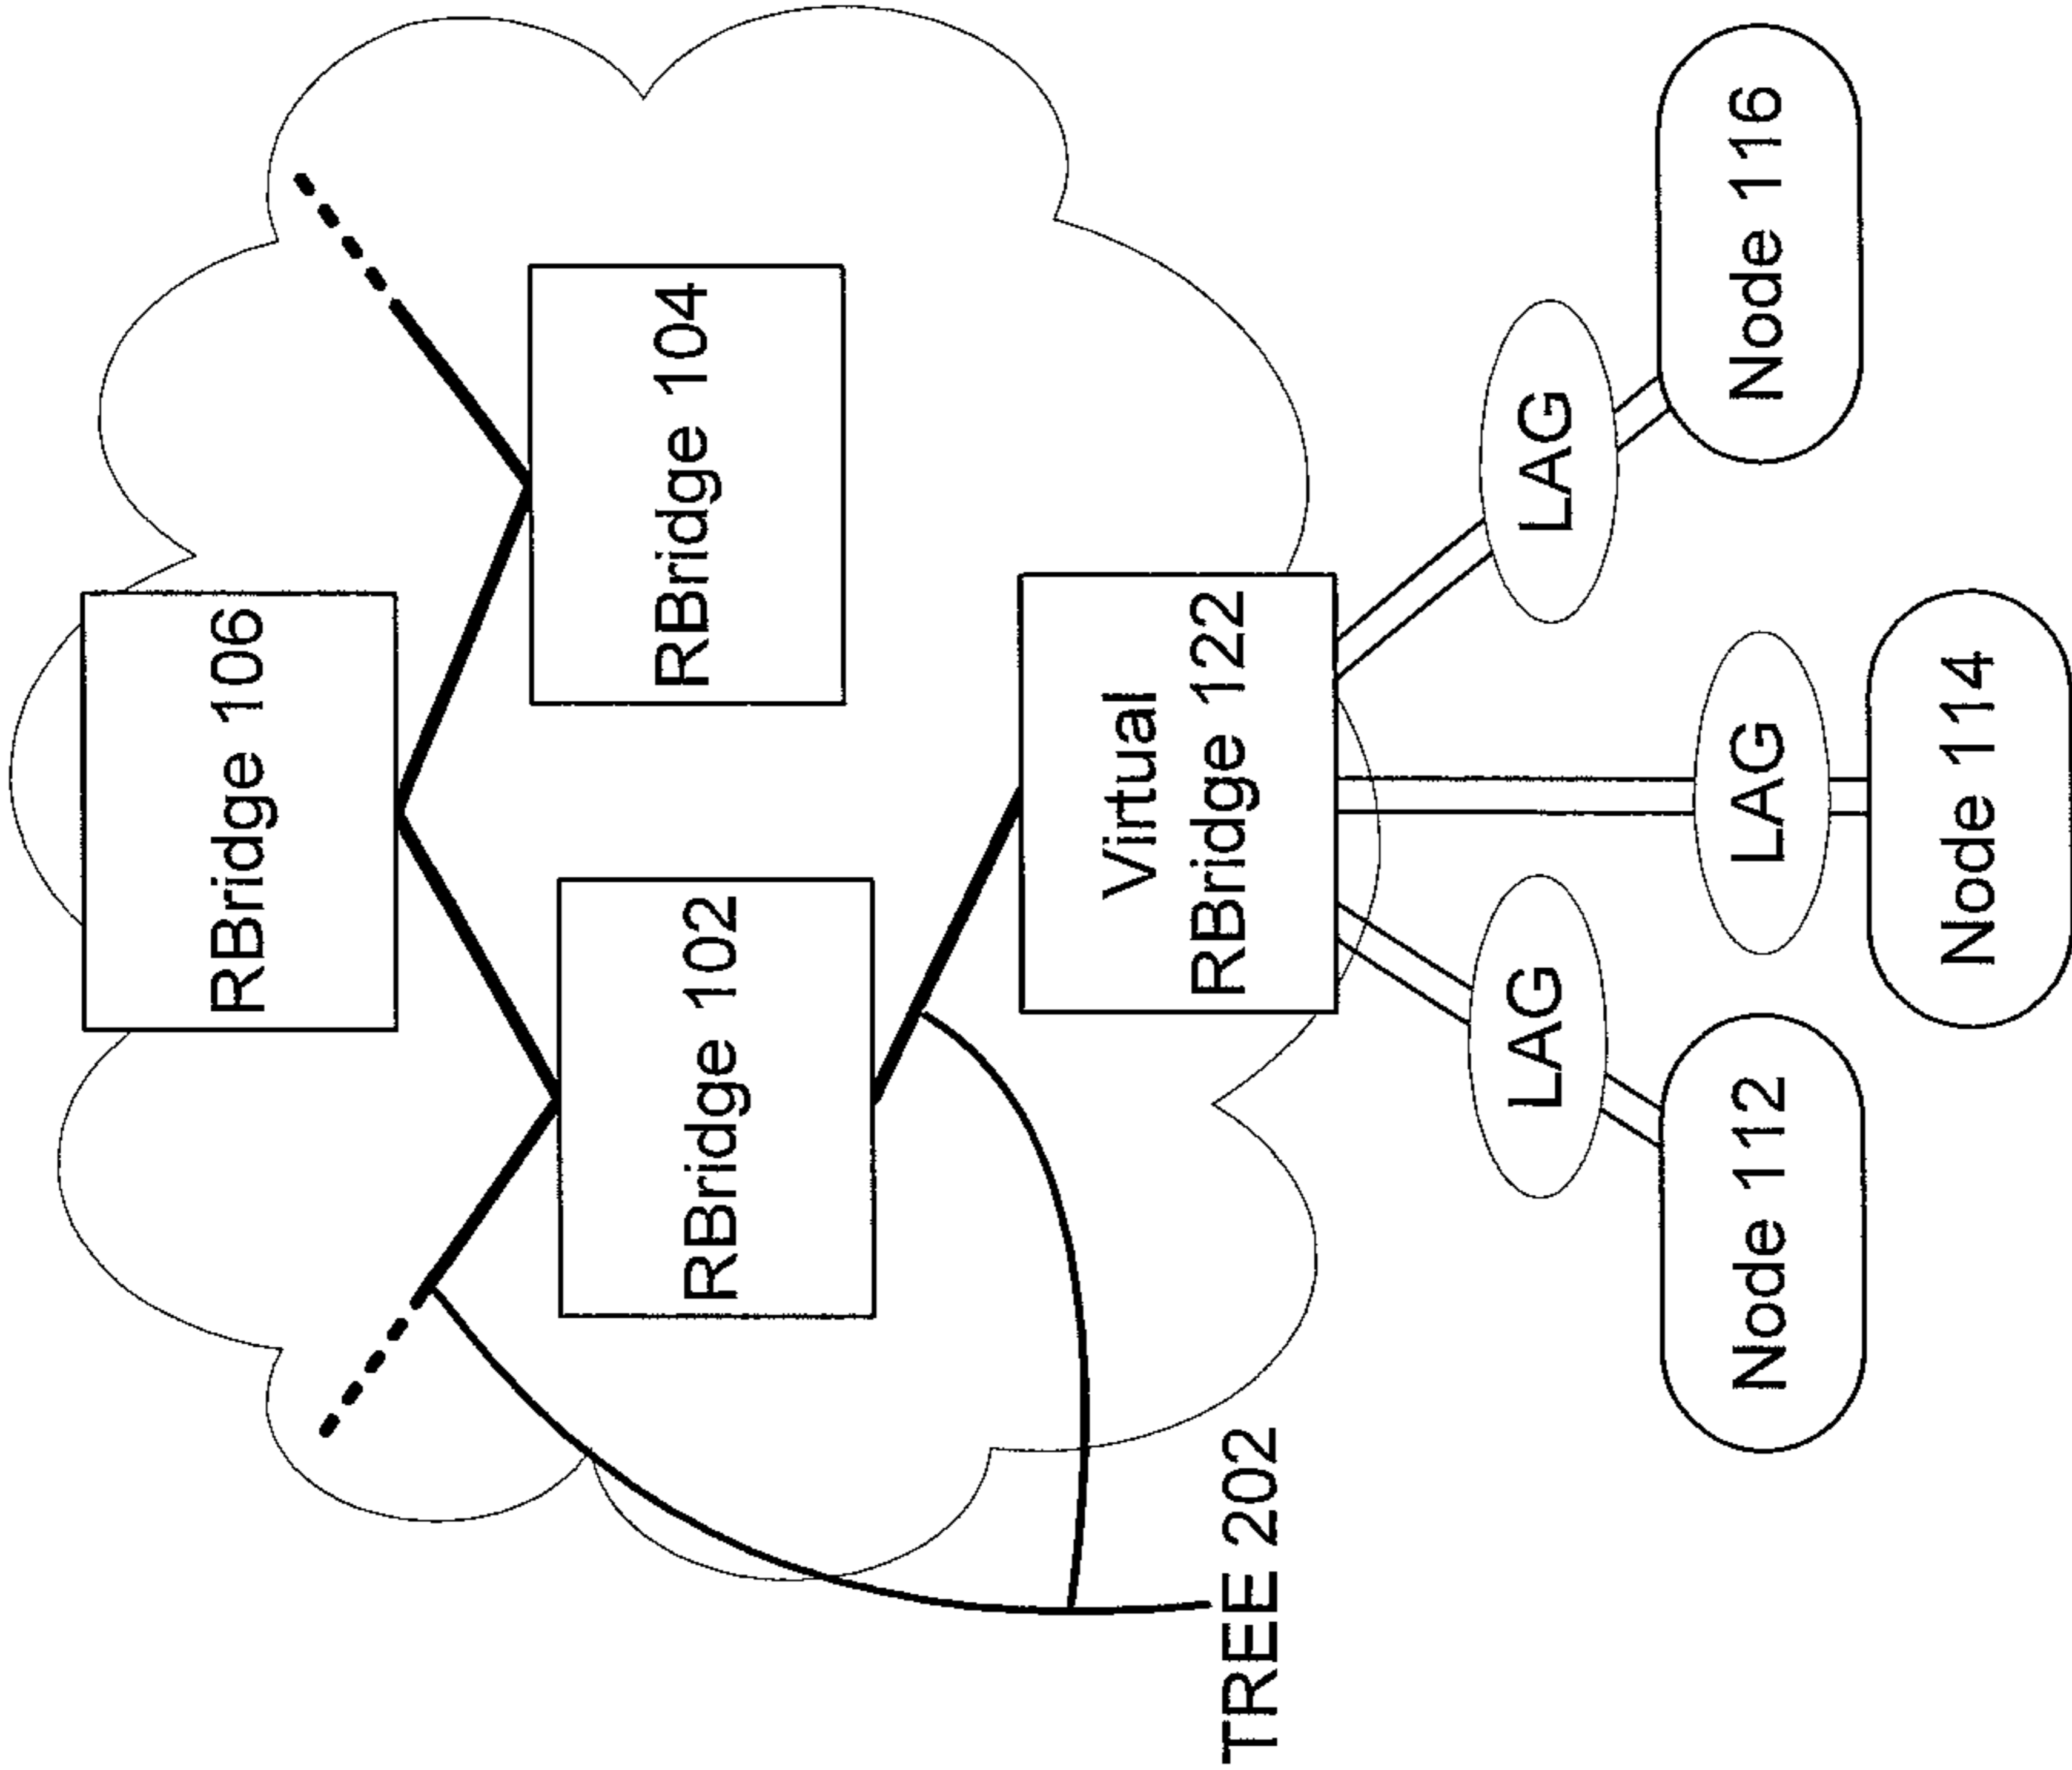 RBridge 106
RBridge 102
RBridge 104
Virtual
RBridge 122
TREE 202
LAG
LAG
LAG
Node 112
Node 114
Node 116